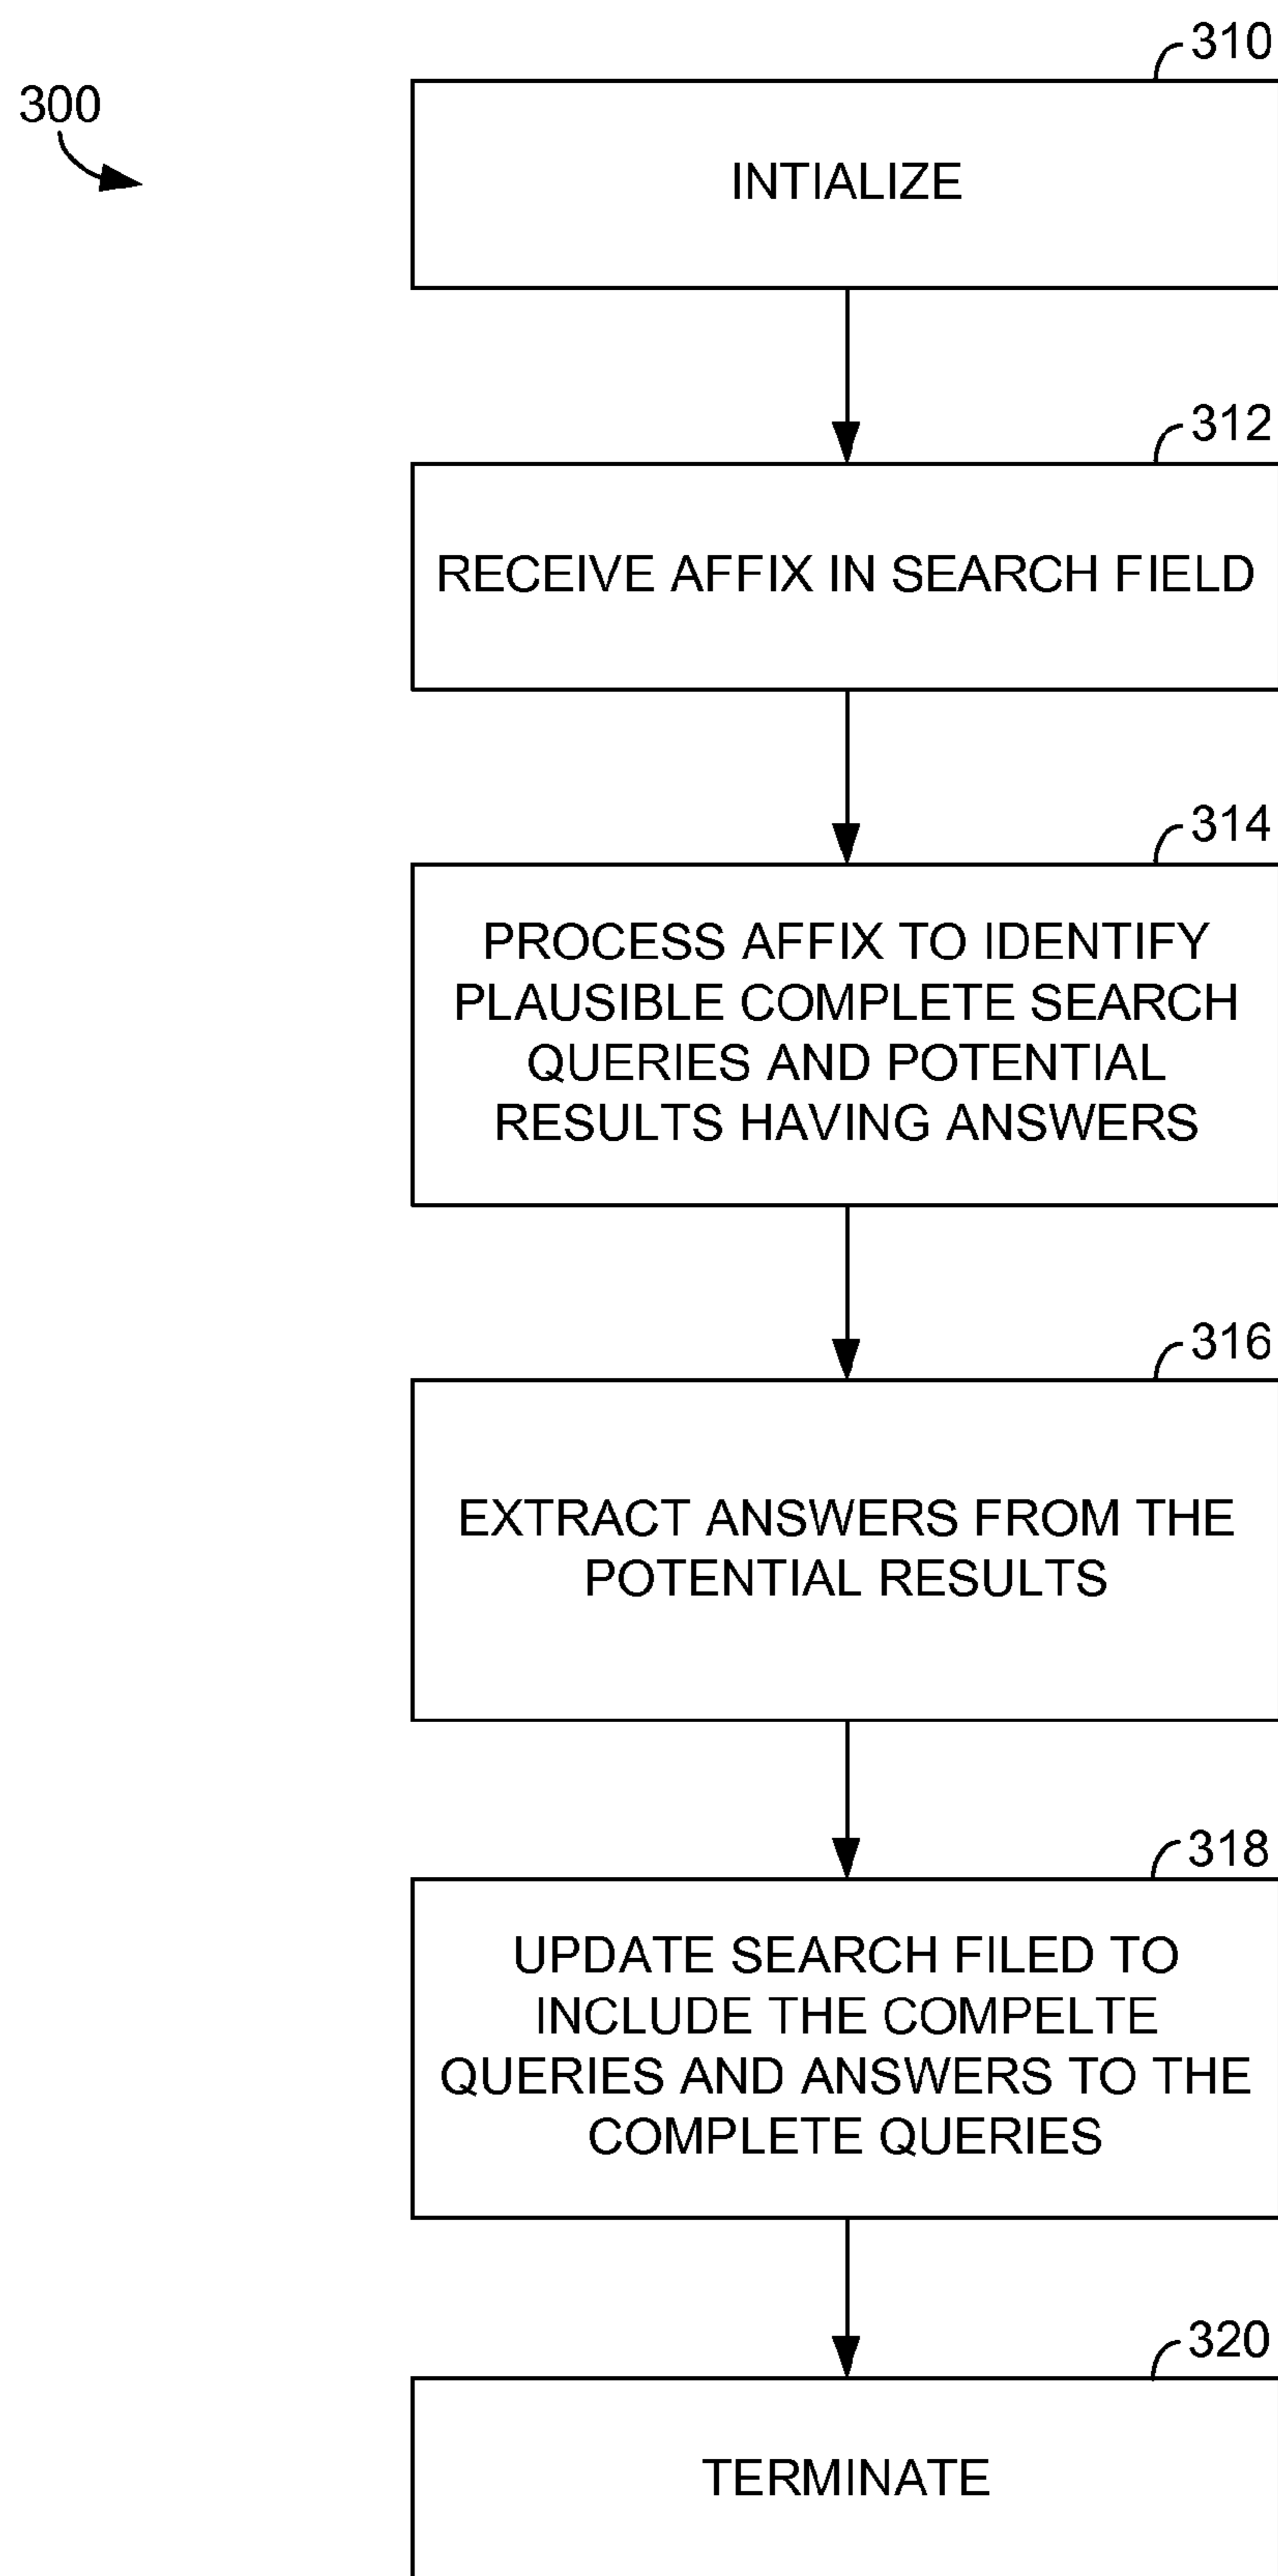 310
300
INTIALIZE
312
RECEIVE AFFIX IN SEARCH FIELD
314
PROCESS AFFIX TO IDENTIFY
PLAUSIBLE COMPLETE SEARCH
QUERIES AND POTENTIAL
RESULTS HAVING ANSWERS
316
EXTRACT ANSWERS FROM THE
POTENTIAL RESULTS
318
UPDATE SEARCH FILED TO
INCLUDE THE COMPELTE
QUERIES AND ANSWERS TO THE
COMPLETE QUERIES
320
TERMINATE